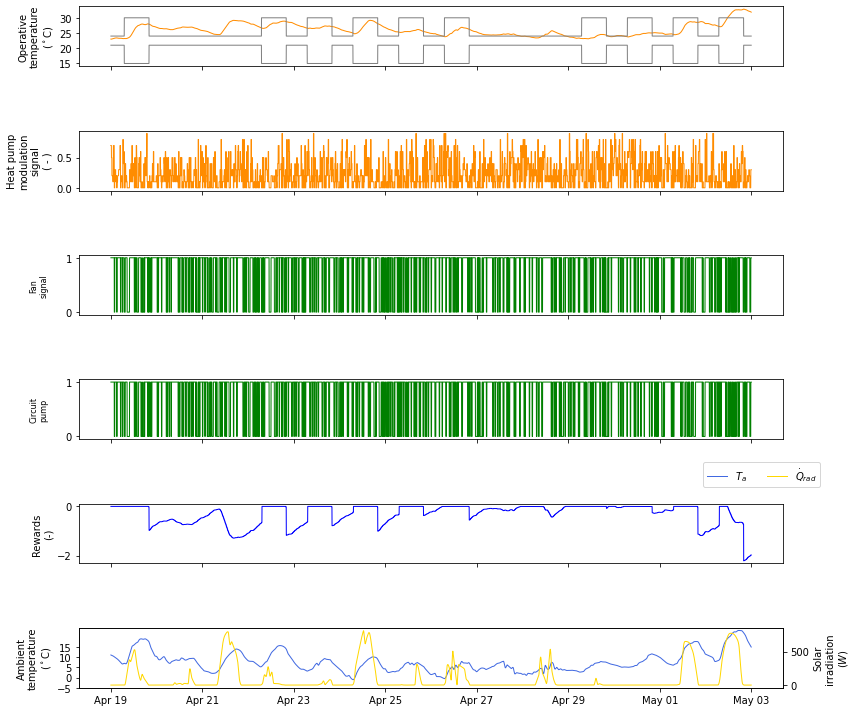 Operative
temperature
(°C)
30
25
20
15
Heat pump
modulation
signal
( - )
0.5
0.0
Fan
signal
1
0
Circuit
pump
1
0
T_a Q̇_rad
Rewards
(-)
0
−2
Ambient
temperature
(°C)
15
10
5
0
−5
500
0
Solar
irradiation
(W)
Apr 19 Apr 21 Apr 23 Apr 25 Apr 27 Apr 29 May 01 May 03